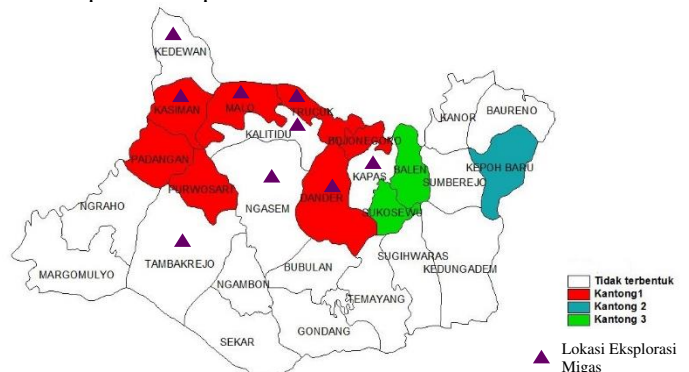 KEDEWAN
KASIMAN
MALO
TRUCUK
KALITIDU
BOJONEGORO
PADANGAN
PURWOSARI
KAPAS
BALEN
DANDER
NGASEM
SUKOSEWU
KANOR
BAURENO
SUMBEREJO
KEPOH BARU
NGRAHO
MARGOMULYO
TAMBAKREJO
NGAMBON
BUBULAN
SUGIHWARAS
KEDUNGADEM
TEMAYANG
SEKAR
GONDANG
Tidak terbentuk
Kantong1
Kantong 2
Kantong 3
Lokasi Eksplorasi
Migas